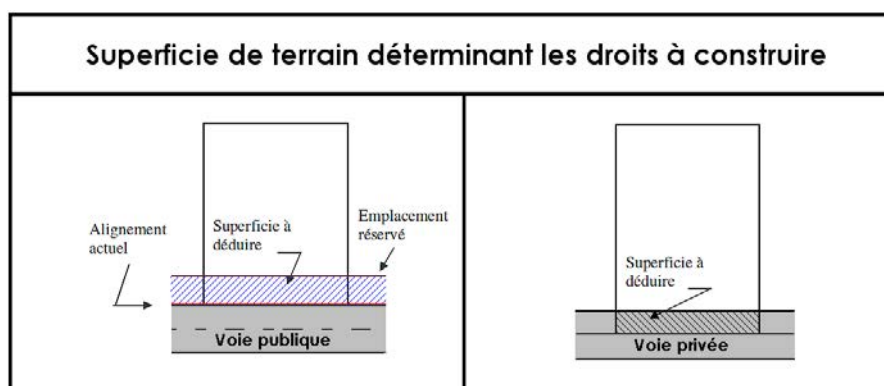 Superficie de terrain déterminant les droits à construire
Alignement
actuel
Superficie à
déduire
Emplacement
réservé
Voie publique
Superficie à
déduire
Voie privée